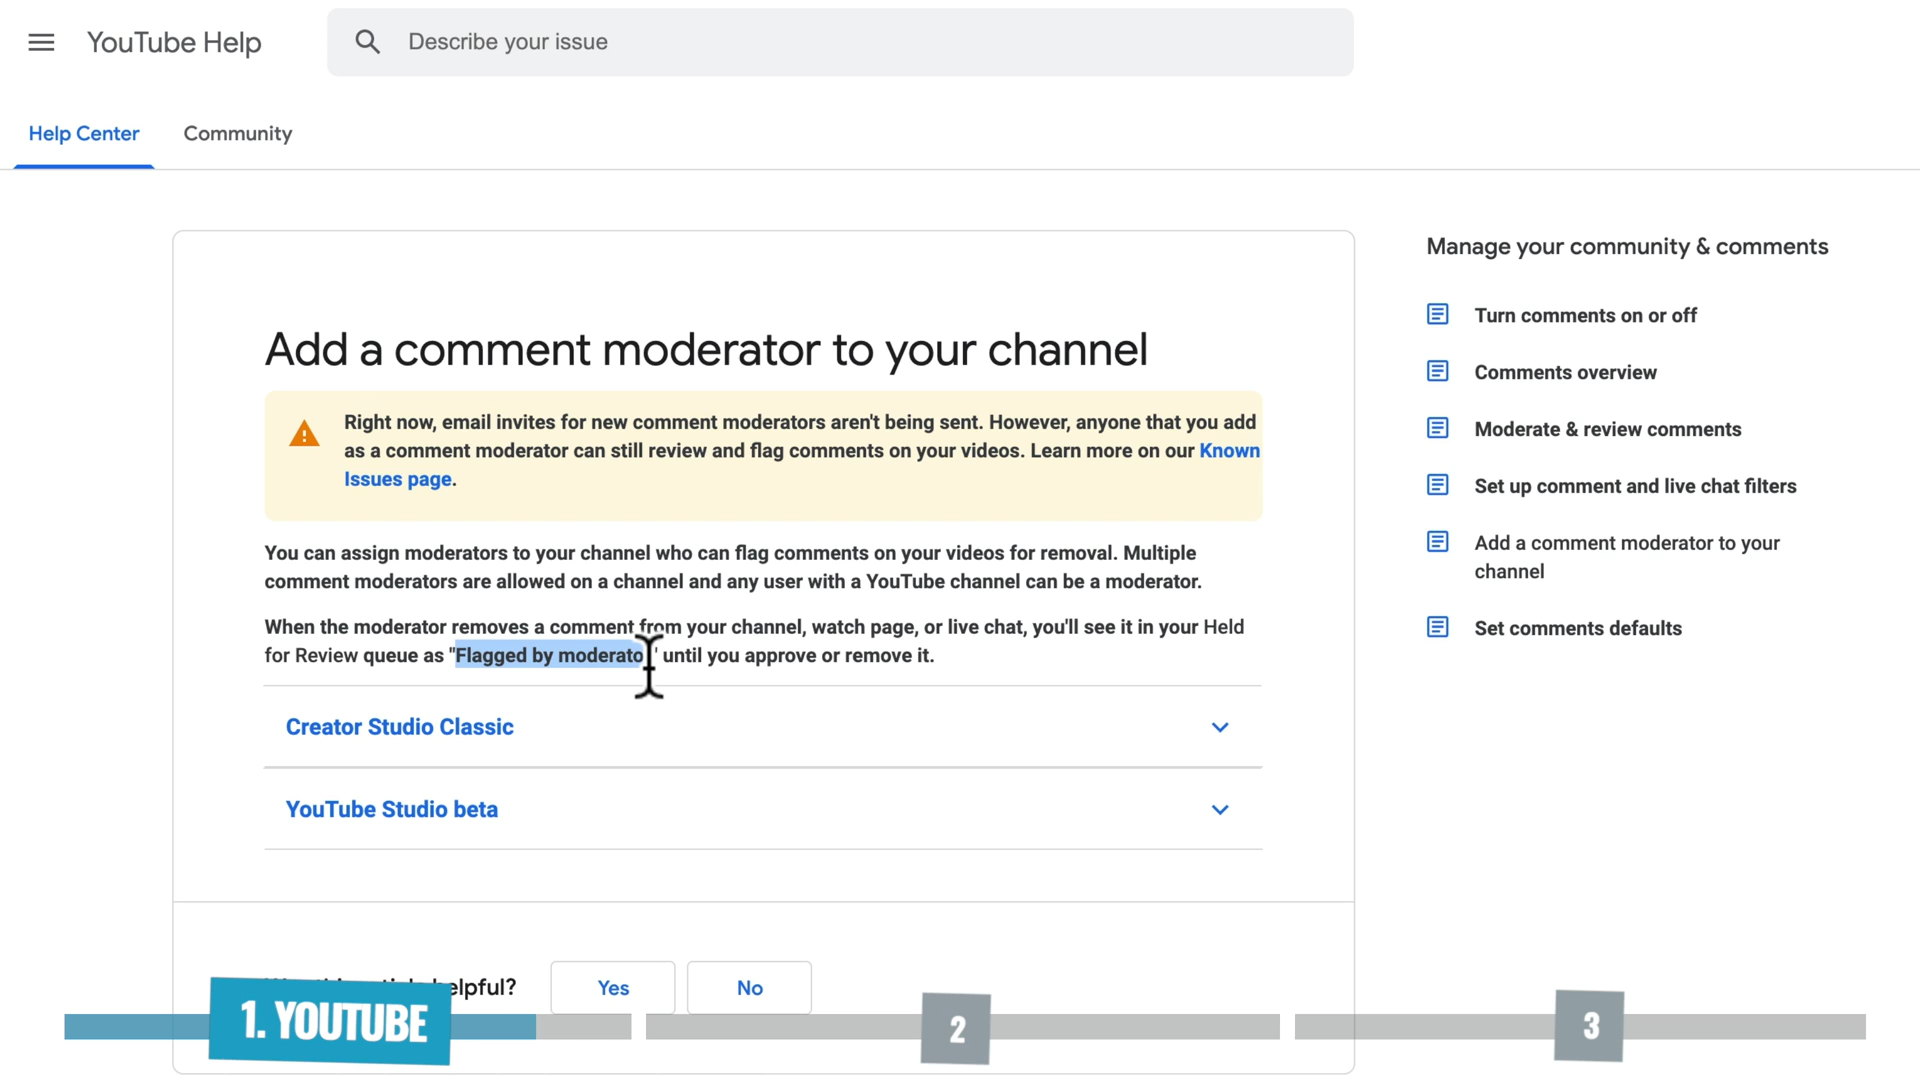 YouTube Help
Describe your issue
Help Center
Community
Add a comment moderator to your channel
Right now, email invites for new comment moderators aren't being sent. However, anyone that you add
as a comment moderator can still review and flag comments on your videos. Learn more on our Known
Issues page.
You can assign moderators to your channel who can flag comments on your videos for removal. Multiple
comment moderators are allowed on a channel and any user with a YouTube channel can be a moderator.
When the moderator removes a comment from your channel, watch page, or live chat, you'll see it in your Held
for Review queue as "Flagged by moderato" until you approve or remove it.
Creator Studio Classic
YouTube Studio beta
Yes
No
Manage your community & comments
Turn comments on or off
Comments overview
Moderate & review comments
Set up comment and live chat filters
Add a comment moderator to your
channel
Set comments defaults
1. YOUTUBE
2
3